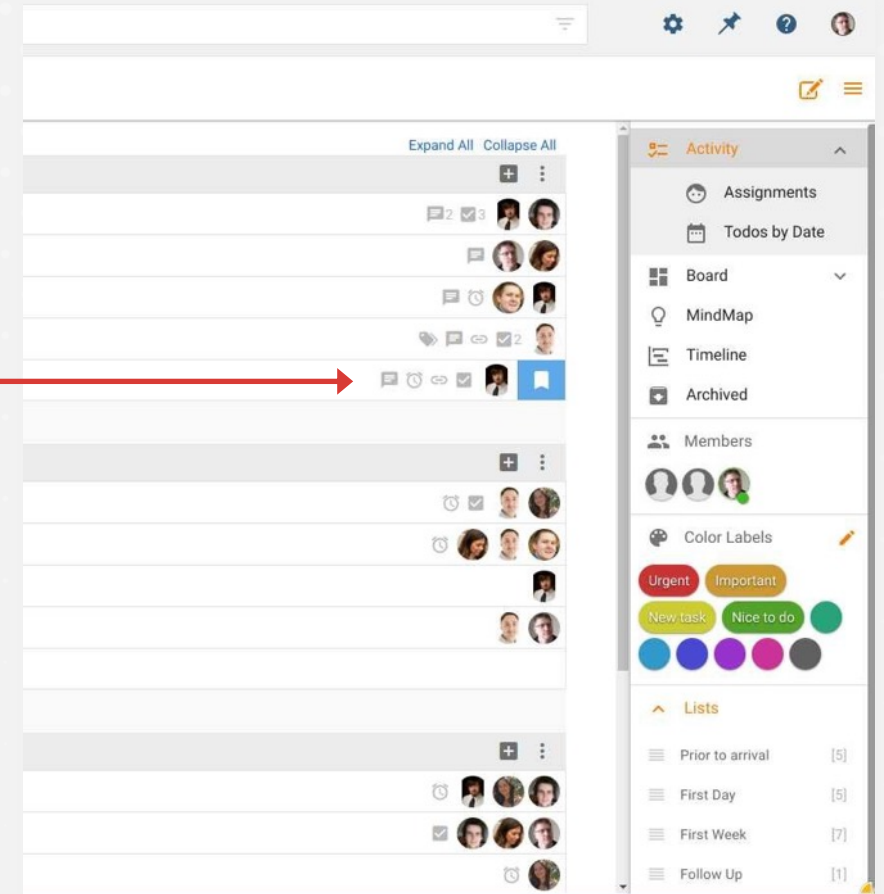 Expand All Collapse All
2 3
2
Activity
Assignments
Todos by Date
Board
MindMap
Timeline
Archived
Members
Color Labels
Urgent Important
New task Nice to do
Lists
Prior to arrival [5]
First Day [5]
First Week [7]
Follow Up [1]